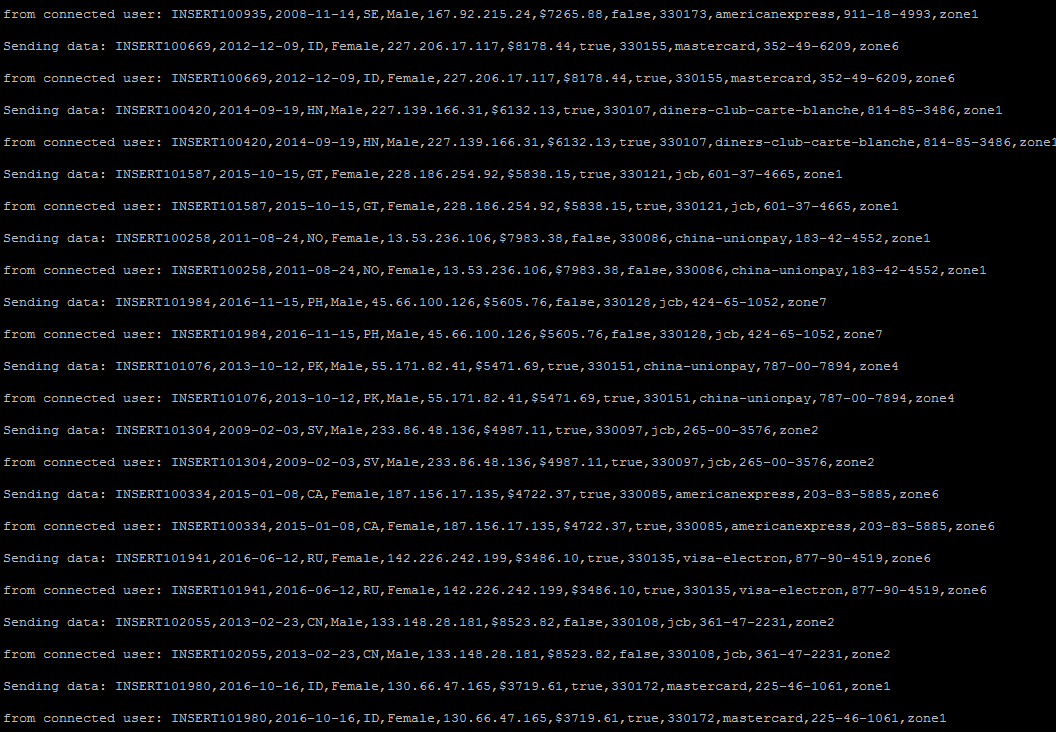 from connected user: INSERT100935,2008-11-14,SE,Male,167.92.215.24,$7265.88,false,330173,americanexpress,911-18-4993,zone1
Sending data: INSERT100669,2012-12-09,ID,Female,227.206.17.117,$8178.44,true,330155,mastercard,352-49-6209,zone6
from connected user: INSERT100669,2012-12-09,ID,Female,227.206.17.117,$8178.44,true,330155,mastercard,352-49-6209,zone6
Sending data: INSERT100420,2014-09-19,HN,Male,227.139.166.31,$6132.13,true,330107,diners-club-carte-blanche,814-85-3486,zone1
from connected user: INSERT100420,2014-09-19,HN,Male,227.139.166.31,$6132.13,true,330107,diners-club-carte-blanche,814-85-3486,zone1
Sending data: INSERT101587,2015-10-15,GT,Female,228.186.254.92,$5838.15,true,330121,jcb,601-37-4665,zone1
from connected user: INSERT101587,2015-10-15,GT,Female,228.186.254.92,$5838.15,true,330121,jcb,601-37-4665,zone1
Sending data: INSERT100258,2011-08-24,NO,Female,13.53.236.106,$7983.38,false,330086,china-unionpay,183-42-4552,zone1
from connected user: INSERT100258,2011-08-24,NO,Female,13.53.236.106,$7983.38,false,330086,china-unionpay,183-42-4552,zone1
Sending data: INSERT101984,2016-11-15,PH,Male,45.66.100.126,$5605.76,false,330128,jcb,424-65-1052,zone7
from connected user: INSERT101984,2016-11-15,PH,Male,45.66.100.126,$5605.76,false,330128,jcb,424-65-1052,zone7
Sending data: INSERT101076,2013-10-12,PK,Male,55.171.82.41,$5471.69,true,330151,china-unionpay,787-00-7894,zone4
from connected user: INSERT101076,2013-10-12,PK,Male,55.171.82.41,$5471.69,true,330151,china-unionpay,787-00-7894,zone4
Sending data: INSERT101304,2009-02-03,SV,Male,233.86.48.136,$4987.11,true,330097,jcb,265-00-3576,zone2
from connected user: INSERT101304,2009-02-03,SV,Male,233.86.48.136,$4987.11,true,330097,jcb,265-00-3576,zone2
Sending data: INSERT100334,2015-01-08,CA,Female,187.156.17.135,$4722.37,true,330085,americanexpress,203-83-5885,zone6
from connected user: INSERT100334,2015-01-08,CA,Female,187.156.17.135,$4722.37,true,330085,americanexpress,203-83-5885,zone6
Sending data: INSERT101941,2016-06-12,RU,Female,142.226.242.199,$3486.10,true,330135,visa-electron,877-90-4519,zone6
from connected user: INSERT101941,2016-06-12,RU,Female,142.226.242.199,$3486.10,true,330135,visa-electron,877-90-4519,zone6
Sending data: INSERT102055,2013-02-23,CN,Male,133.148.28.181,$8523.82,false,330108,jcb,361-47-2231,zone2
from connected user: INSERT102055,2013-02-23,CN,Male,133.148.28.181,$8523.82,false,330108,jcb,361-47-2231,zone2
Sending data: INSERT101980,2016-10-16,ID,Female,130.66.47.165,$3719.61,true,330172,mastercard,225-46-1061,zone1
from connected user: INSERT101980,2016-10-16,ID,Female,130.66.47.165,$3719.61,true,330172,mastercard,225-46-1061,zone1